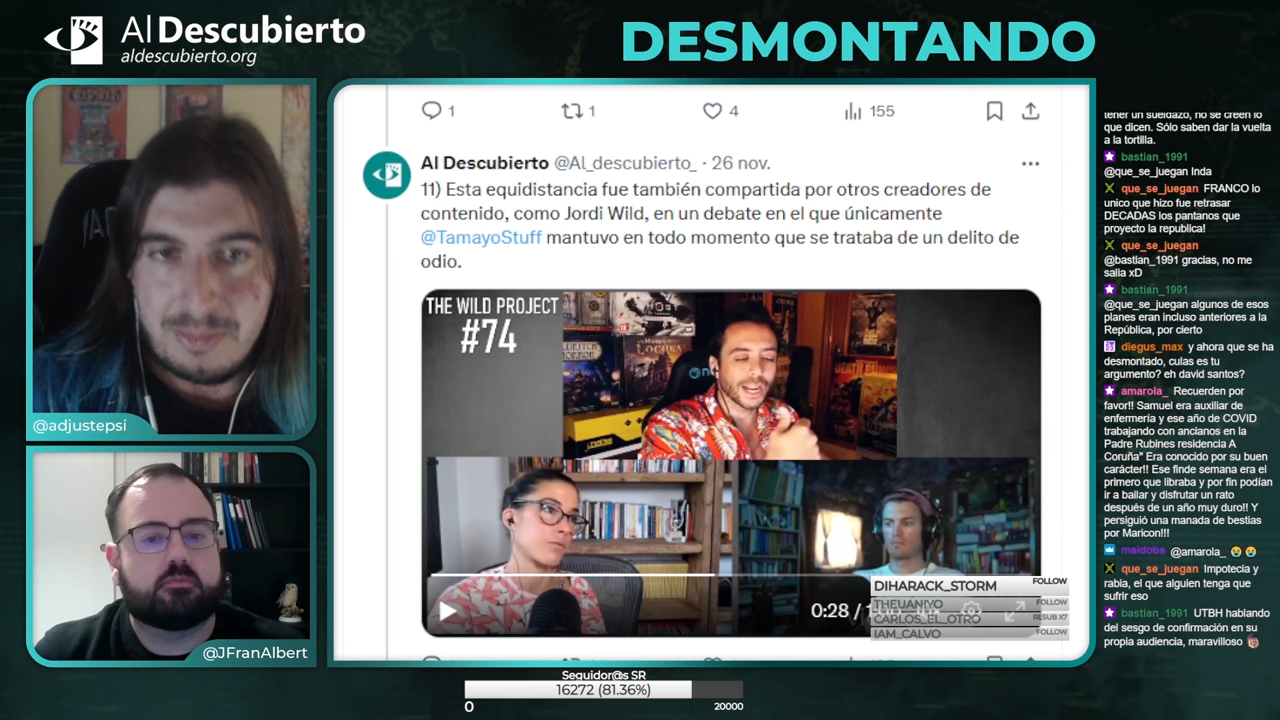 Al Descubierto
aldescubierto.org
DESMONTANDO
@adjustepsi
@JFranAlbert
1
1
4
155
Al Descubierto @Al_descubierto_ · 26 nov.
11) Esta equidistancia fue también compartida por otros creadores de
contenido, como Jordi Wild, en un debate en el que únicamente
@TamayoStuff mantuvo en todo momento que se trataba de un delito de
odio.
THE WILD PROJECT
#74
0:28 /
DIHARACK_STORM FOLLOW
THEUANIVO FOLLOW
CARLOS_EL_OTRO RESUB X7
IAM_CALVO FOLLOW
tener un sueldazo, no se creen lo
que dicen. Sólo saben dar la vuelta
a la tortilla.
bastian_1991
@que_se_juegan Inda
que_se_juegan FRANCO lo
unico que hizo fue retrasar
DECADAS los pantanos que
proyecto la republica!
que_se_juegan
@bastian_1991 gracias, no me
salia xD
bastian_1991
@que_se_juegan algunos de esos
planes eran incluso anteriores a la
República, por cierto
diegus_max y ahora que se ha
desmontado, culas es tu
argumento? eh david santos?
amarola_ Recuerden por
favor!! Samuel era auxiliar de
enfermería y ese año de COVID
trabajando con ancianos en la
Padre Rubines residencia A
Coruña" Era conocido por su buen
carácter!! Ese finde semana era el
primero que libraba y por fin podían
ir a bailar y disfrutar un rato
después de un año muy duro!! Y
persiguió una manada de bestias
por Maricon!!!
maldoba @amarola_ 😭 😭
que_se_juegan Impotecia y
rabia, el que alguien tenga que
sufrir eso
bastian_1991 UTBH hablando
del sesgo de confirmación en su
propia audiencia, maravilloso
Seguidor@s SR
16272 (81.36%)
0
20000